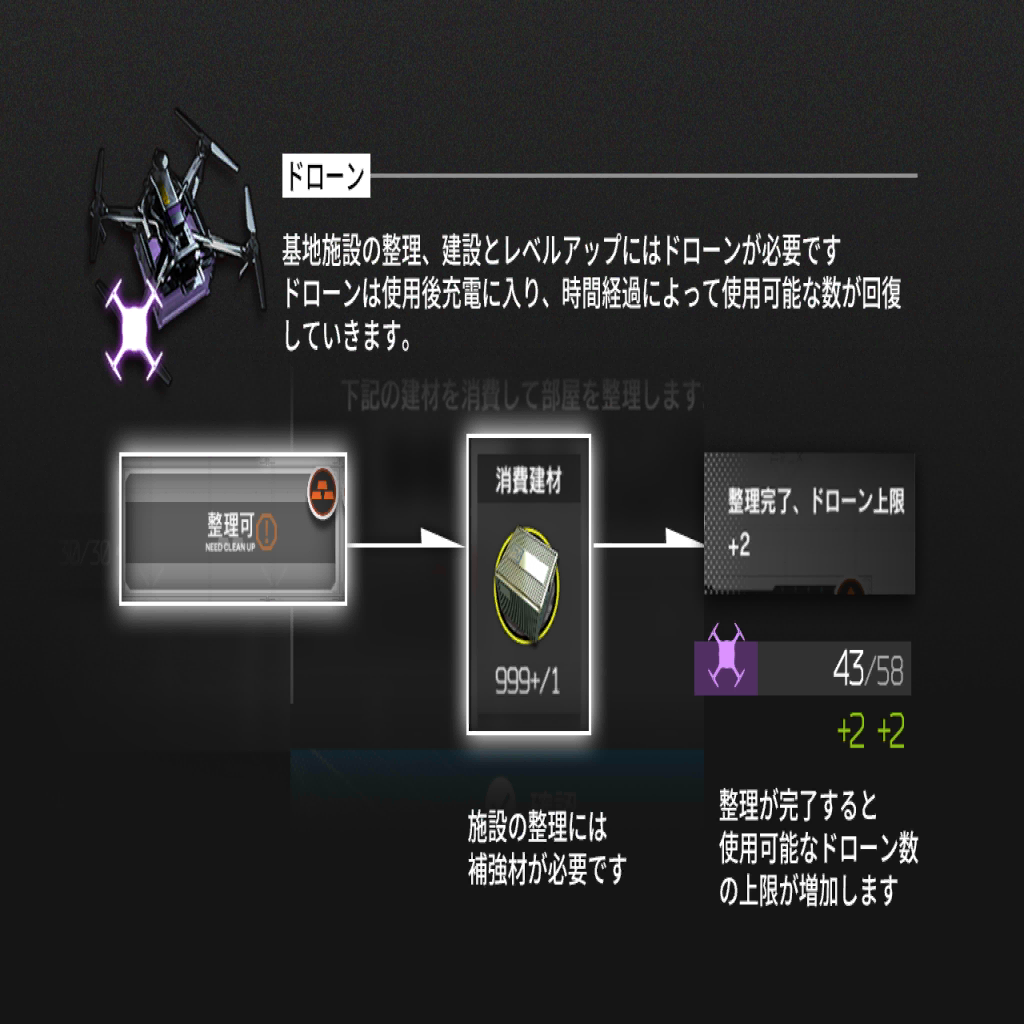 ドローン
基地施設の整理、建設とレベルアップにはドローンが必要です
ドローンは使用後充電に入り、時間経過によって使用可能な数が回復
していきます。
下記の建材を消費して部屋を整理します
整理可
NEED CLEAN UP
消費建材
999+/1
整理完了、ドローン上限
+2
43/58
+2 +2
施設の整理には
補強材が必要です
整理が完了すると
使用可能なドローン数
の上限が増加します